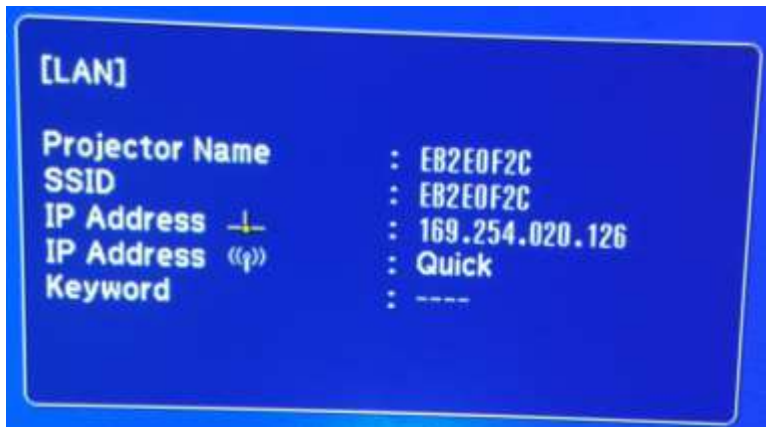 [LAN]
Projector Name : EB2E0F2C
SSID : EB2E0F2C
IP Address : 169.254.020.126
IP Address : Quick
Keyword : ----